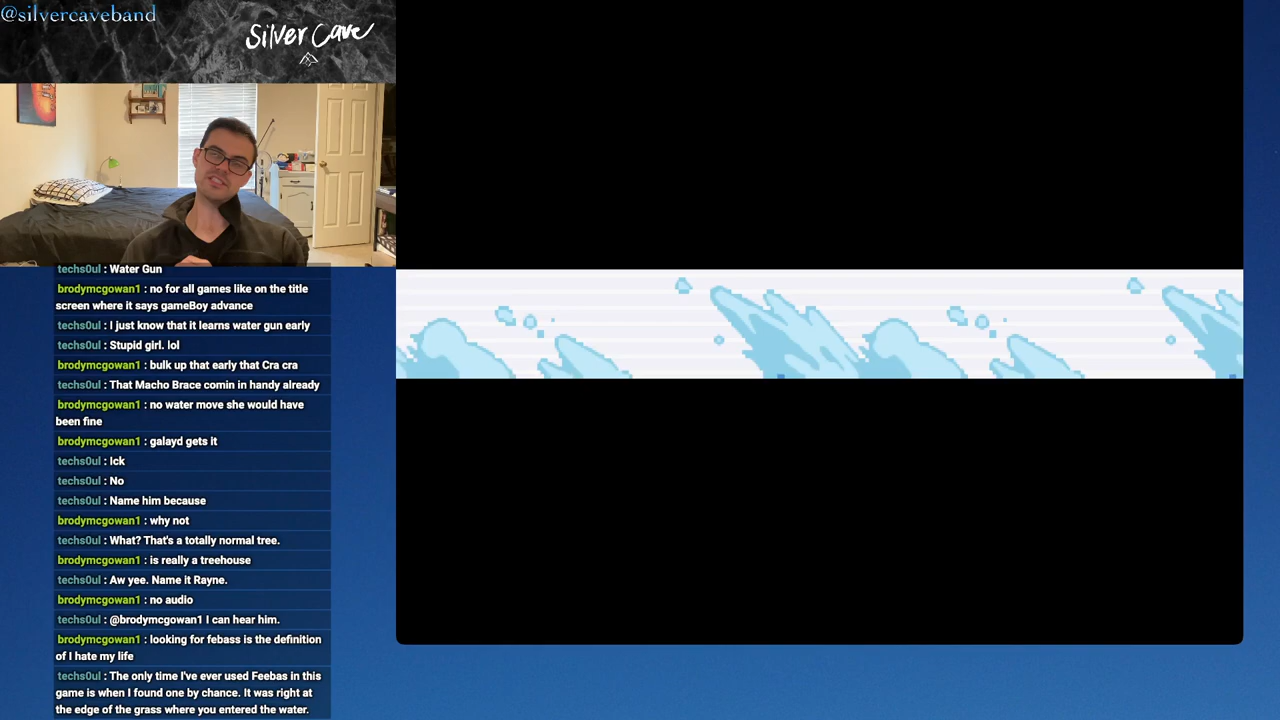 @silvercaveband
Silver Cave
techs0ul : Water Gun
brodymcgowan1 : no for all games like on the title
screen where it says gameBoy advance
techs0ul : I just know that it learns water gun early
techs0ul : Stupid girl. lol
brodymcgowan1 : bulk up that early that Cra cra
techs0ul : That Macho Brace comin in handy already
brodymcgowan1 : no water move she would have
been fine
brodymcgowan1 : galayd gets it
techs0ul : Ick
techs0ul : No
techs0ul : Name him because
brodymcgowan1 : why not
techs0ul : What? That's a totally normal tree.
brodymcgowan1 : is really a treehouse
techs0ul : Aw yee. Name it Rayne.
brodymcgowan1 : no audio
techs0ul : @brodymcgowan1 I can hear him.
brodymcgowan1 : looking for febass is the definition
of I hate my life
techs0ul : The only time I've ever used Feebas in this
game is when I found one by chance. It was right at
the edge of the grass where you entered the water.